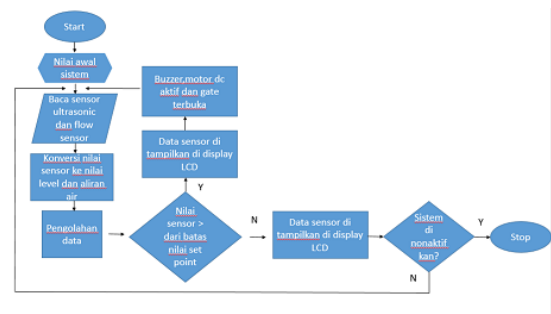 Start
Nilai awal
sistem
Baca sensor
ultrasonic
dan flow
sensor
Konversi nilai
sensor ke nilai
level dan aliran
air
Pengolahan
data
Nilai
sensor >
dari batas
nilai set
point
Y
Data sensor di
tampilkan di display
LCD
Buzzer,motor dc
aktif dan gate
terbuka
N
Data sensor di
tampilkan di display
LCD
Sistem
di
nonaktif
kan?
Y
N
Stop